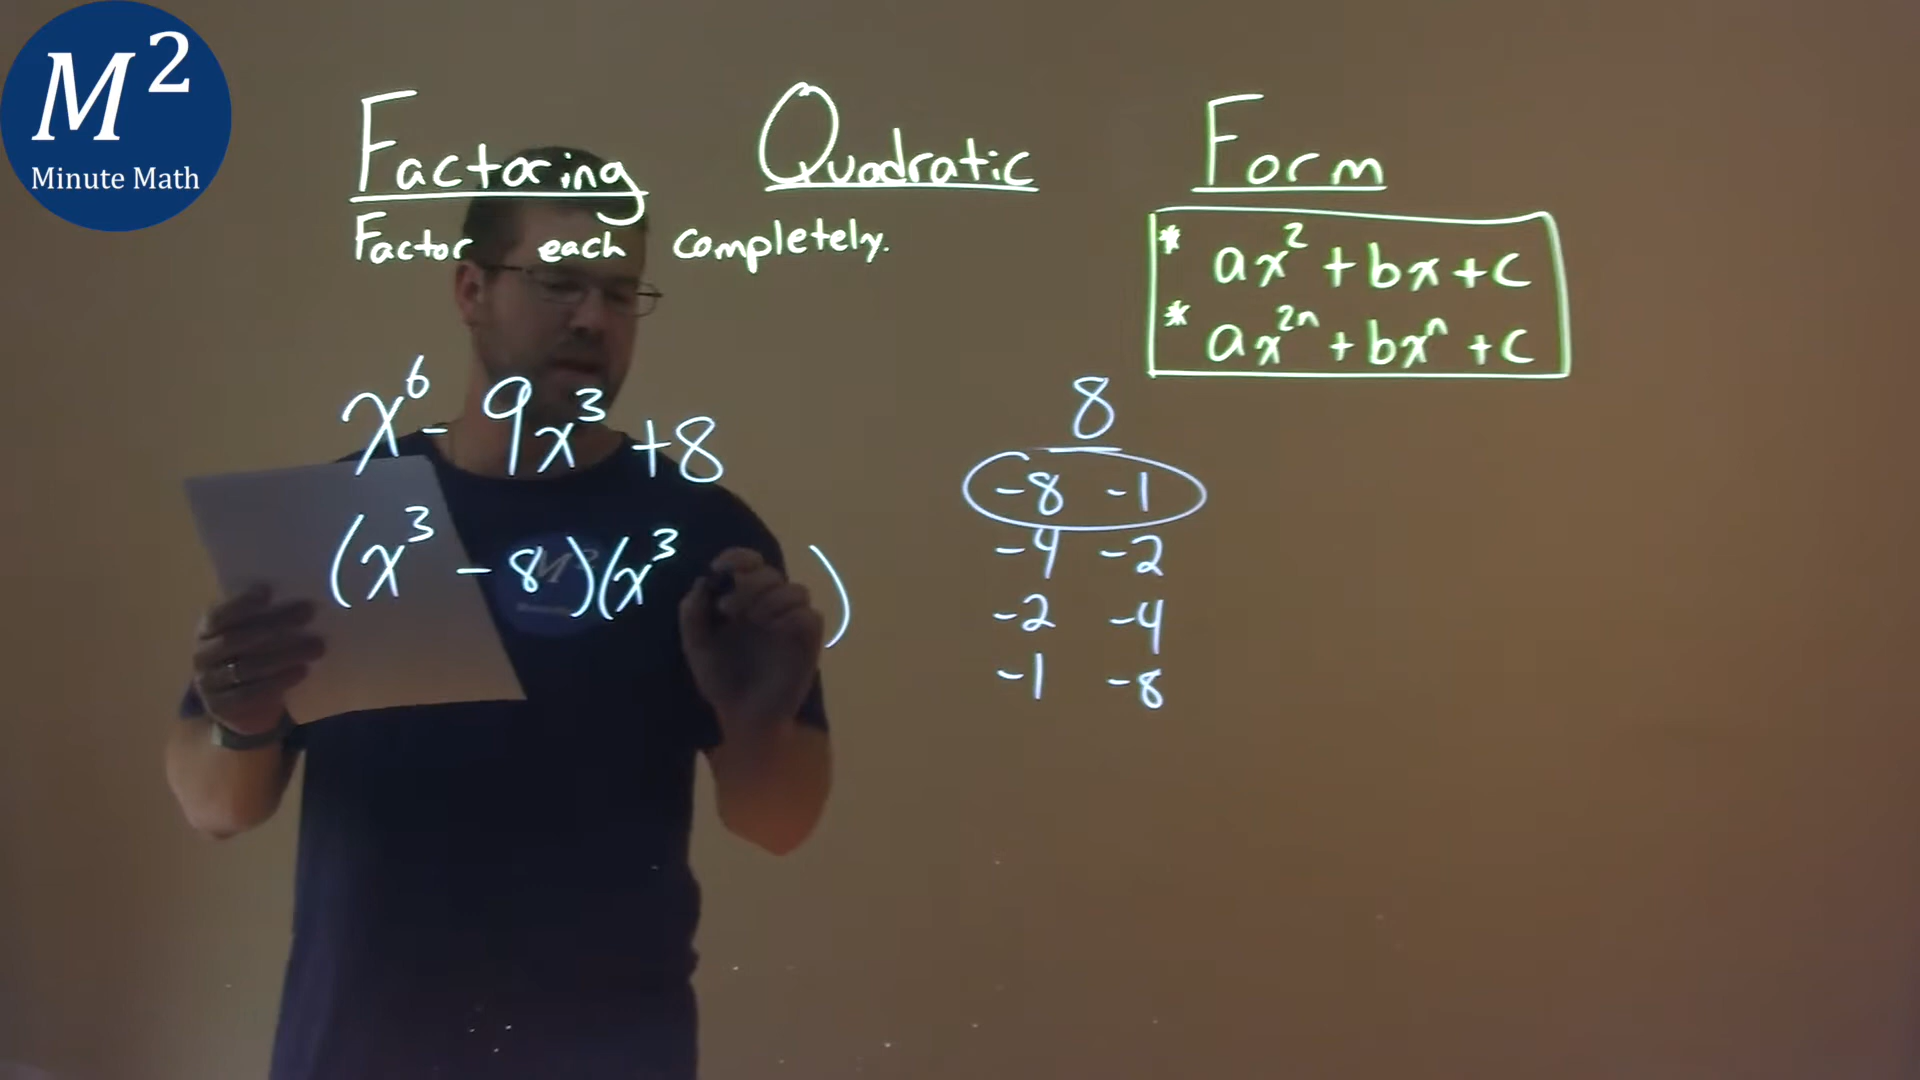 M²
Minute Math
Factoring Quadratic Form
Factor each completely.
* ax² + bx + c
* ax²ⁿ + bxⁿ + c
x⁶ - 9x³ + 8
(x³ - 8)(x³ )
8
-8 -1
-4 -2
-2 -4
-1 -8